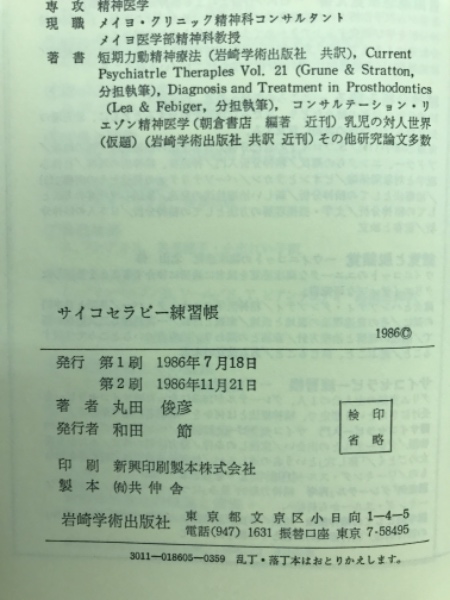 専攻 精神医学
現職 メイヨ・クリニック精神科コンサルタント
メイヨ医学部精神科教授
著書 短期力動精神療法（岩崎学術出版社 共訳），Current
Psychiatrle Theraples Vol. 21 (Grune & Stratton,
分担執筆), Diagnosis and Treatment in Prosthodontics
(Lea & Febiger, 分担執筆), コンサルテーション・リ
エゾン精神医学（朝倉書店 編著 近刊）乳児の対人世界
（仮題）（岩崎学術出版社 共訳 近刊）その他研究論文多数
サイコセラピー練習帳
1986©
発行 第1刷 1986年7月18日
第2刷 1986年11月21日
著者 丸田 俊彦
発行者 和田 節
検印
省略
印刷 新興印刷製本株式会社
製本 ㈲共伸舎
岩崎学術出版社 東京都文京区小日向1-4-5
電話(947) 1631 振替口座 東京 7-58495
3011—018605—0359 乱丁・落丁本はおとりかえします。